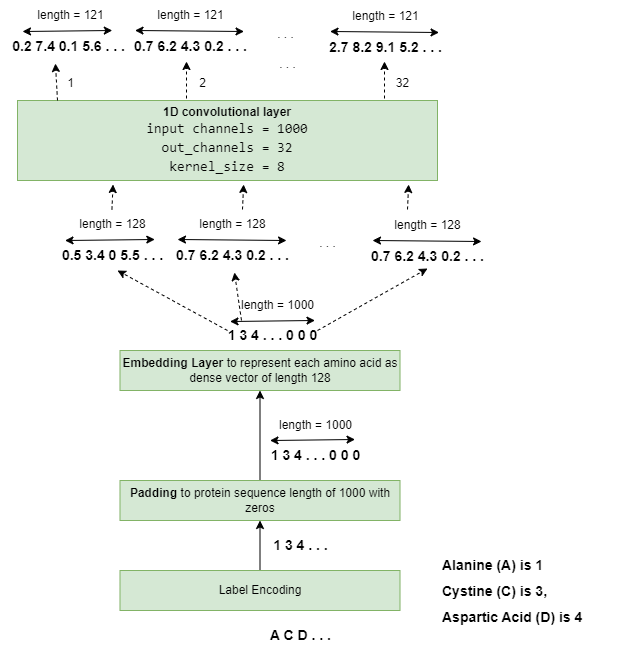 length = 121 length = 121 length = 121
0.2 7.4 0.1 5.6 . . . 0.7 6.2 4.3 0.2 . . . . . . 2.7 8.2 9.1 5.2 . . .
. . .
1 2 32
1D convolutional layer
input channels = 1000
out_channels = 32
kernel_size = 8
length = 128 length = 128 length = 128
0.5 3.4 0 5.5 . . . 0.7 6.2 4.3 0.2 . . . . . . 0.7 6.2 4.3 0.2 . . .
length = 1000
1 3 4 . . . 0 0 0
Embedding Layer to represent each amino acid as
dense vector of length 128
length = 1000
1 3 4 . . . 0 0 0
Padding to protein sequence length of 1000 with
zeros
1 3 4 . . .
Label Encoding
A C D . . .
Alanine (A) is 1
Cystine (C) is 3,
Aspartic Acid (D) is 4